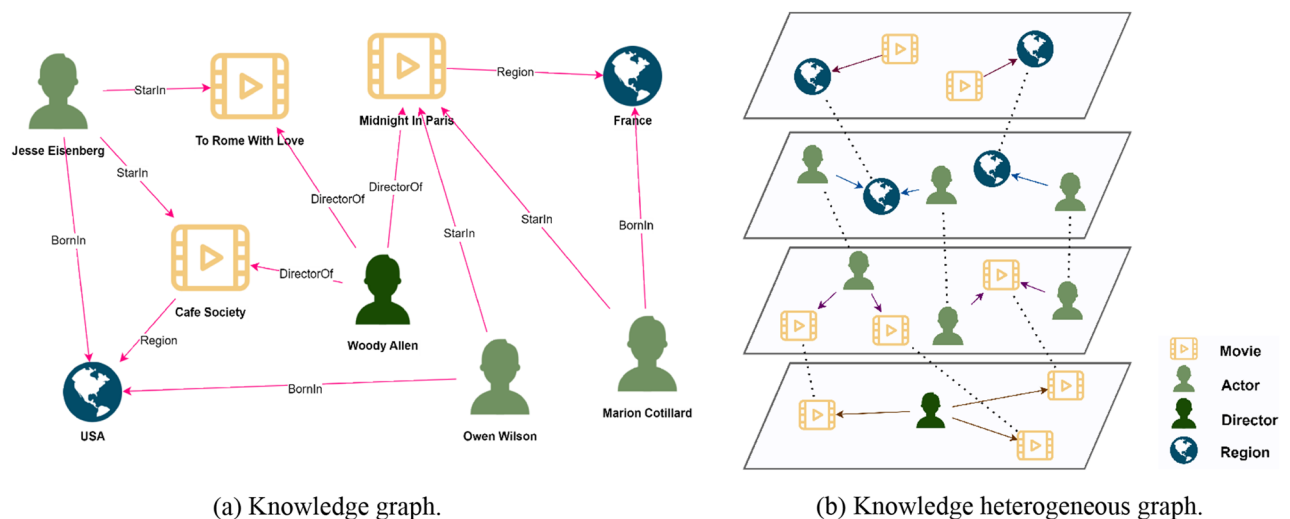 StarIn
Region
Midnight In Paris
France
To Rome With Love
Jesse Eisenberg
StarIn
DirectorOf
DirectorOf
StarIn
StarIn
BornIn
BornIn
DirectorOf
Cafe Society
Region
Woody Allen
BornIn
USA
Owen Wilson
Marion Cotillard
(a) Knowledge graph.
Movie
Actor
Director
Region
(b) Knowledge heterogeneous graph.